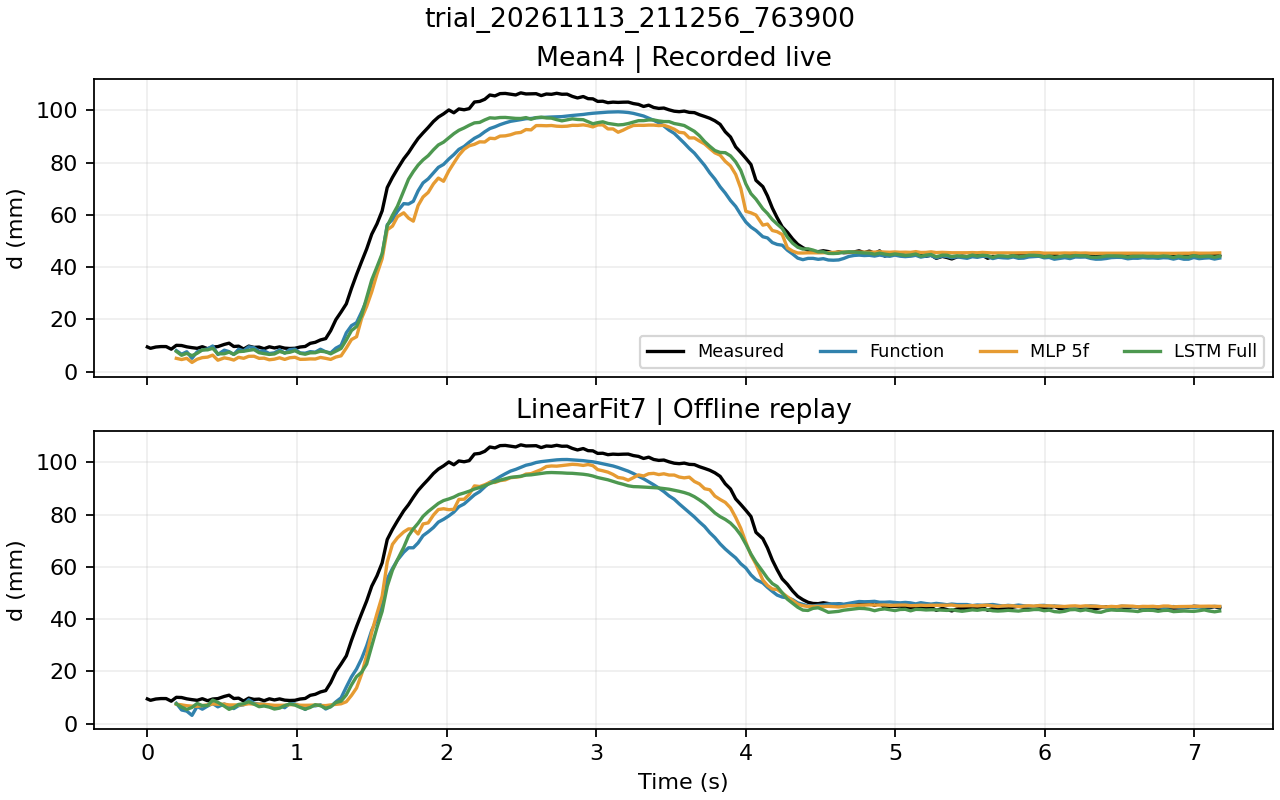 trial_20261113_211256_763900
Mean4 | Recorded live
d (mm)
100
80
60
40
20
0
Measured Function MLP 5f LSTM Full
LinearFit7 | Offline replay
d (mm)
100
80
60
40
20
0
0 1 2 3 4 5 6 7
Time (s)